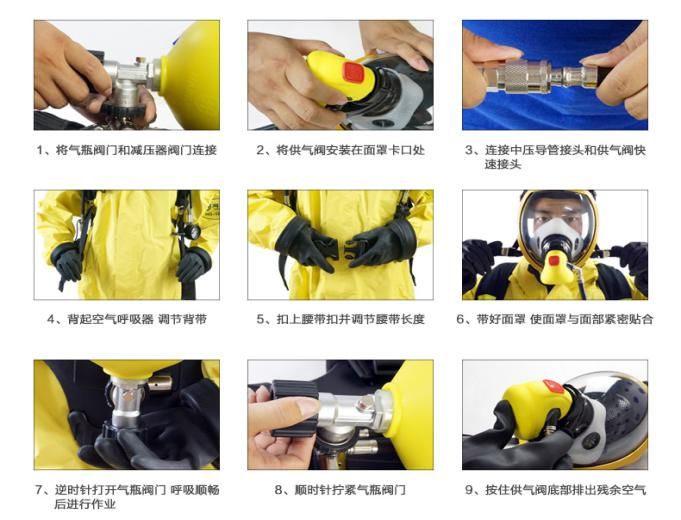 1、将气瓶阀门和减压器阀门连接
2、将供气阀安装在面罩卡口处
3、连接中压导管接头和供气阀快
速接头
4、背起空气呼吸器 调节背带
5、扣上腰带扣并调节腰带长度
6、带好面罩 使面罩与面部紧密贴合
7、逆时针打开气瓶阀门 呼吸顺畅
后进行作业
8、顺时针拧紧气瓶阀门
9、按住供气阀底部排出残余空气